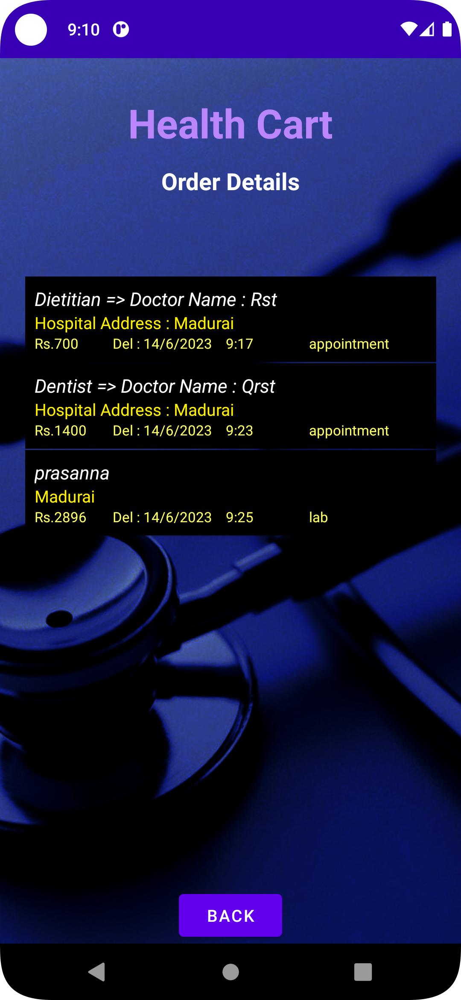 9:10
Health Cart
Order Details
Dietitian => Doctor Name : Rst
Hospital Address : Madurai
Rs.700 Del : 14/6/2023 9:17 appointment
Dentist => Doctor Name : Qrst
Hospital Address : Madurai
Rs.1400 Del : 14/6/2023 9:23 appointment
prasanna
Madurai
Rs.2896 Del : 14/6/2023 9:25 lab
BACK